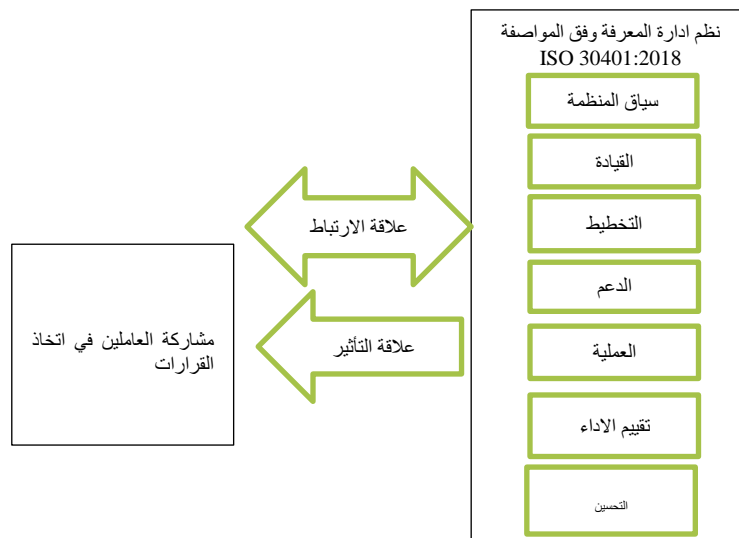 نظم ادارة المعرفة وفق المواصفة
ISO 30401:2018
سياق المنظمة
القيادة
التخطيط
الدعم
العملية
تقييم الاداء
التحسين
علاقة الارتباط
علاقة التأثير
مشاركة العاملين في اتخاذ
القرارات